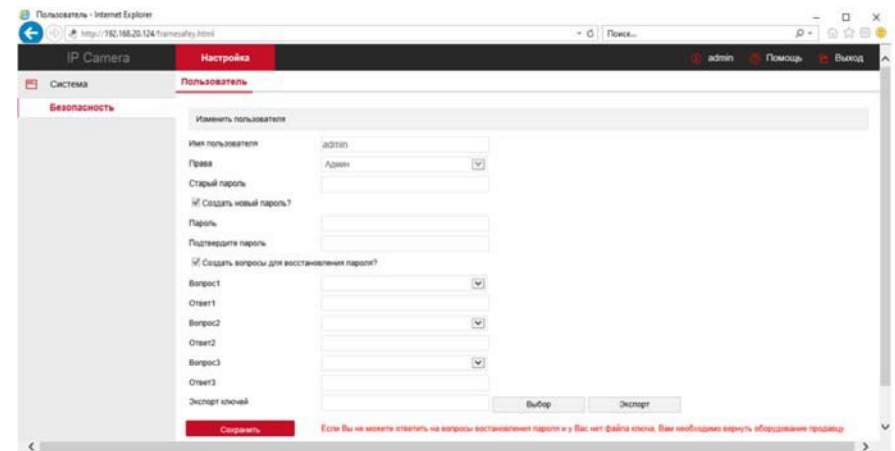 Пользователь - Internet Explorer
http://192.168.20.124/framesafey.html
Поиск...
IP Camera
Настройка
admin
Помощь
Выход
Система
Безопасность
Пользователь
Изменить пользователя
Имя пользователя admin
Права Админ
Старый пароль
Создать новый пароль?
Пароль
Подтвердите пароль
Создать вопросы для восстановления пароля?
Вопрос1
Ответ1
Вопрос2
Ответ2
Вопрос3
Ответ3
Экспорт ключей Выбор Экспорт
Сохранить Если Вы не можете ответить на вопросы востановления пароля и у Вас нет файла ключа, Вам необходимо вернуть оборудование продавцу